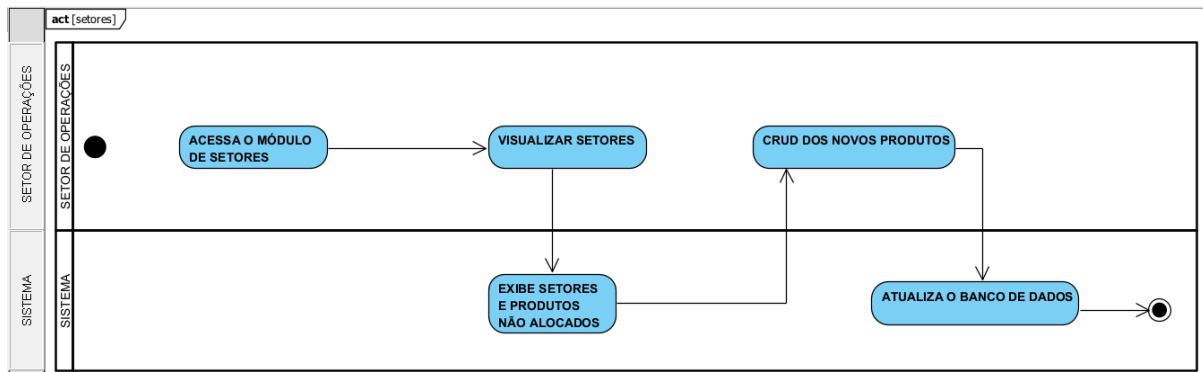 act [setores]
SETOR DE OPERAÇÕES
SETOR DE OPERAÇÕES
ACESSA O MÓDULO
DE SETORES
VISUALIZAR SETORES
CRUD DOS NOVOS PRODUTOS
SISTEMA
SISTEMA
EXIBE SETORES
E PRODUTOS
NÃO ALOCADOS
ATUALIZA O BANCO DE DADOS